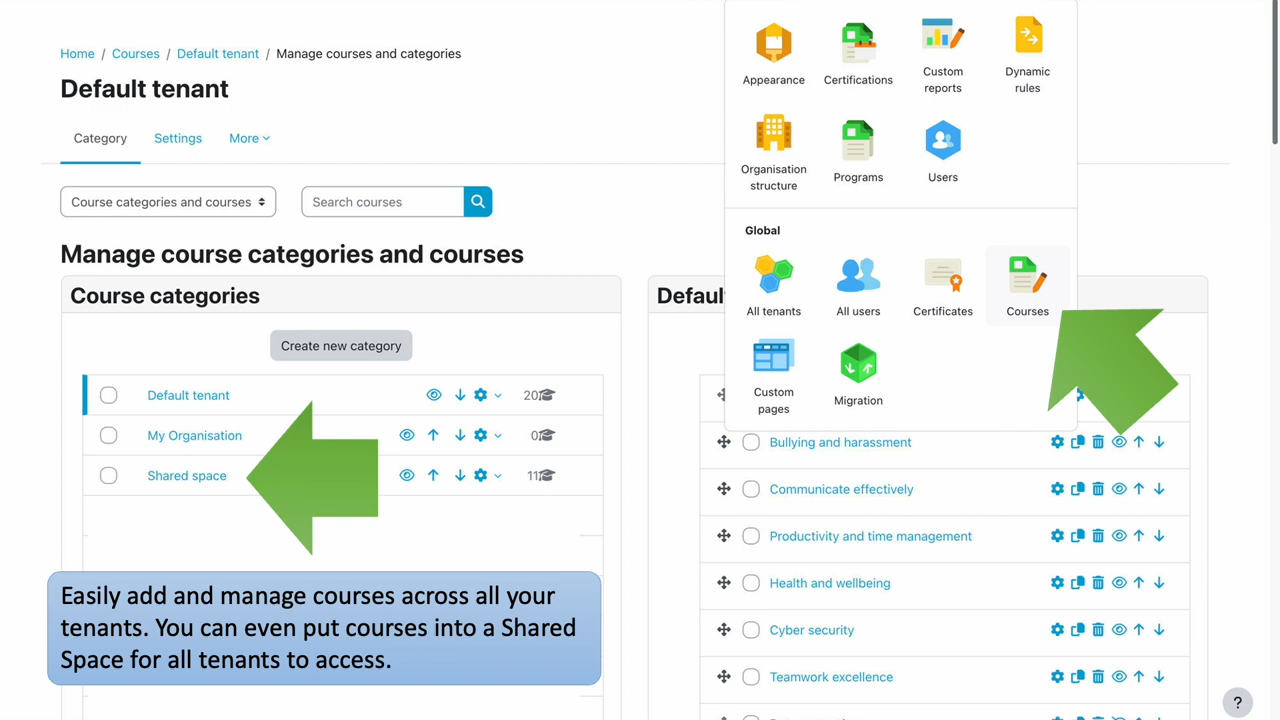 Home / Courses / Default tenant / Manage courses and categories
Default tenant
Category Settings More
Course categories and courses
Search courses
Manage course categories and courses
Course categories
Create new category
Default tenant 20
My Organisation 0
Shared space 11
Easily add and manage courses across all your
tenants. You can even put courses into a Shared
Space for all tenants to access.
Appearance
Certifications
Custom
reports
Dynamic
rules
Organisation
structure
Programs
Users
Global
All tenants
All users
Certificates
Courses
Custom
pages
Migration
Bullying and harassment
Communicate effectively
Productivity and time management
Health and wellbeing
Cyber security
Teamwork excellence
?